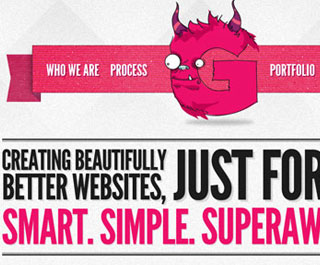 WHO WE ARE PROCESS G PORTFOLIO
CREATING BEAUTIFULLY
BETTER WEBSITES, JUST FOR
SMART. SIMPLE. SUPERAW